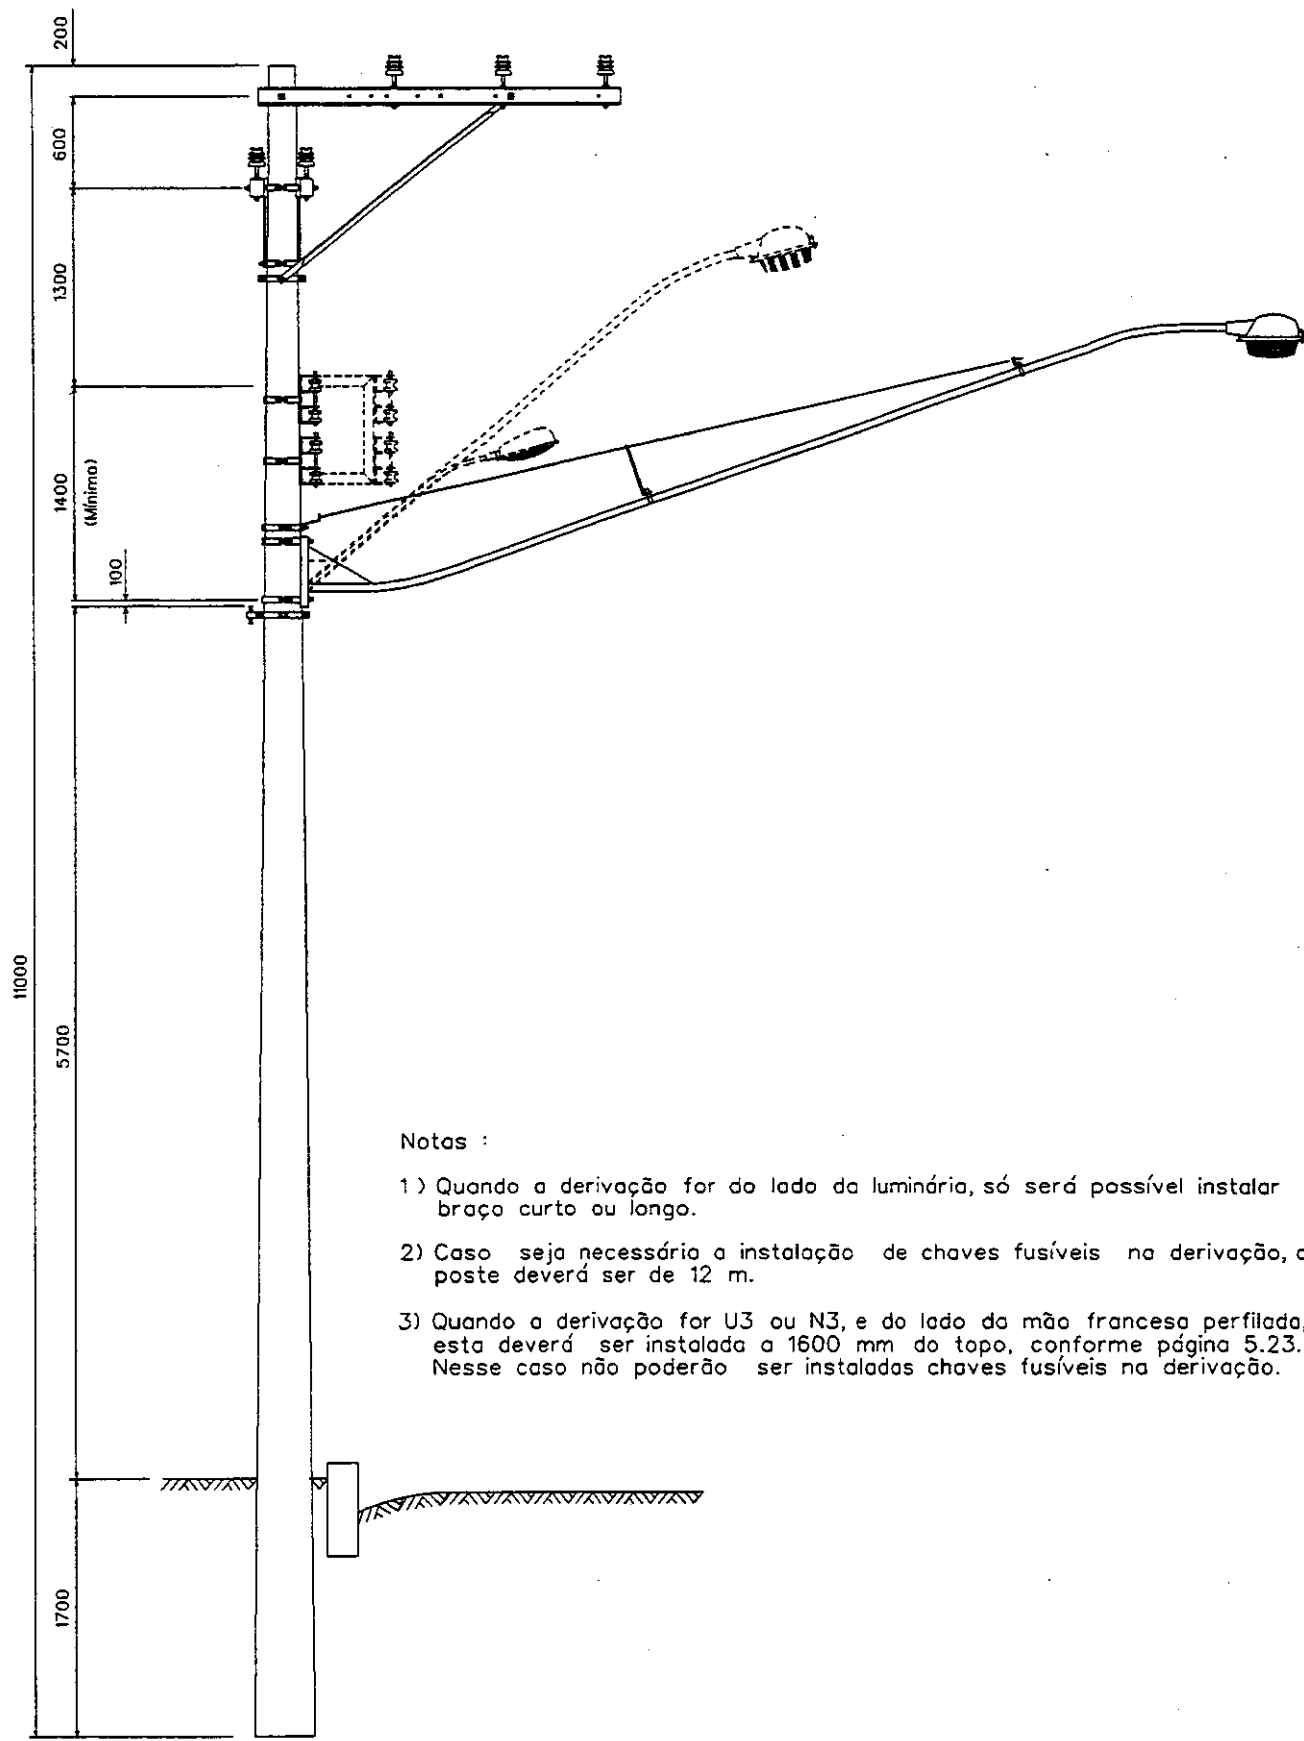 200
600
1300
1400
(Mínimo)
100
11000
5700
1700
Notas :
1) Quando a derivação for do lado da luminária, só será possível instalar
braço curto ou longo.
2) Caso seja necessária a instalação de chaves fusíveis na derivação, o
poste deverá ser de 12 m.
3) Quando a derivação for U3 ou N3, e do lado da mão francesa perfilada,
esta deverá ser instalada a 1600 mm do topo, conforme página 5.23.
Nesse caso não poderão ser instaladas chaves fusíveis na derivação.